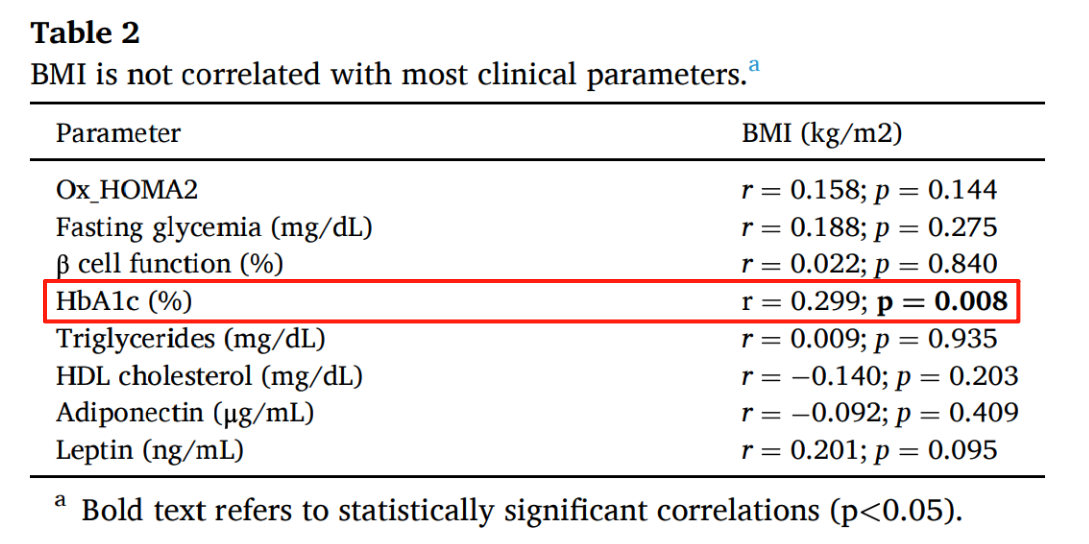 Table 2
BMI is not correlated with most clinical parameters.a
Parameter BMI (kg/m2)
Ox_HOMA2 r = 0.158; p = 0.144
Fasting glycemia (mg/dL) r = 0.188; p = 0.275
β cell function (%) r = 0.022; p = 0.840
HbA1c (%) r = 0.299; p = 0.008
Triglycerides (mg/dL) r = 0.009; p = 0.935
HDL cholesterol (mg/dL) r = −0.140; p = 0.203
Adiponectin (μg/mL) r = −0.092; p = 0.409
Leptin (ng/mL) r = 0.201; p = 0.095
a Bold text refers to statistically significant correlations (p<0.05).